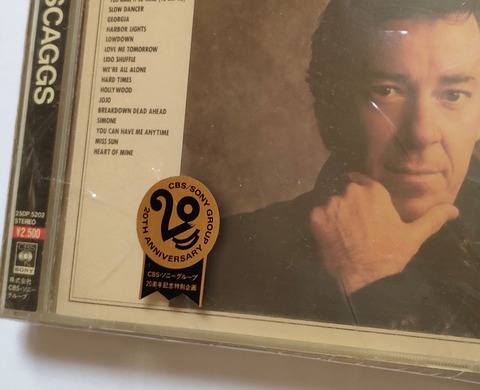 SCAGGS
SLOW DANCER
GEORGIA
HARBOR LIGHTS
LOWDOWN
LOVE ME TOMORROW
LIDO SHUFFLE
WE'RE ALL ALONE
HARD TIMES
HOLLYWOOD
JOJO
BREAKDOWN DEAD AHEAD
SIMONE
YOU CAN HAVE ME ANYTIME
MISS SUN
HEART OF MINE
CBS/SONY GROUP
20
20TH ANNIVERSARY
CBS・ソニーグループ
20周年記念特別企画
25DP 5202
STEREO
¥2,500
CBS
SONY
株式会社
CBS・ソニー
グループ